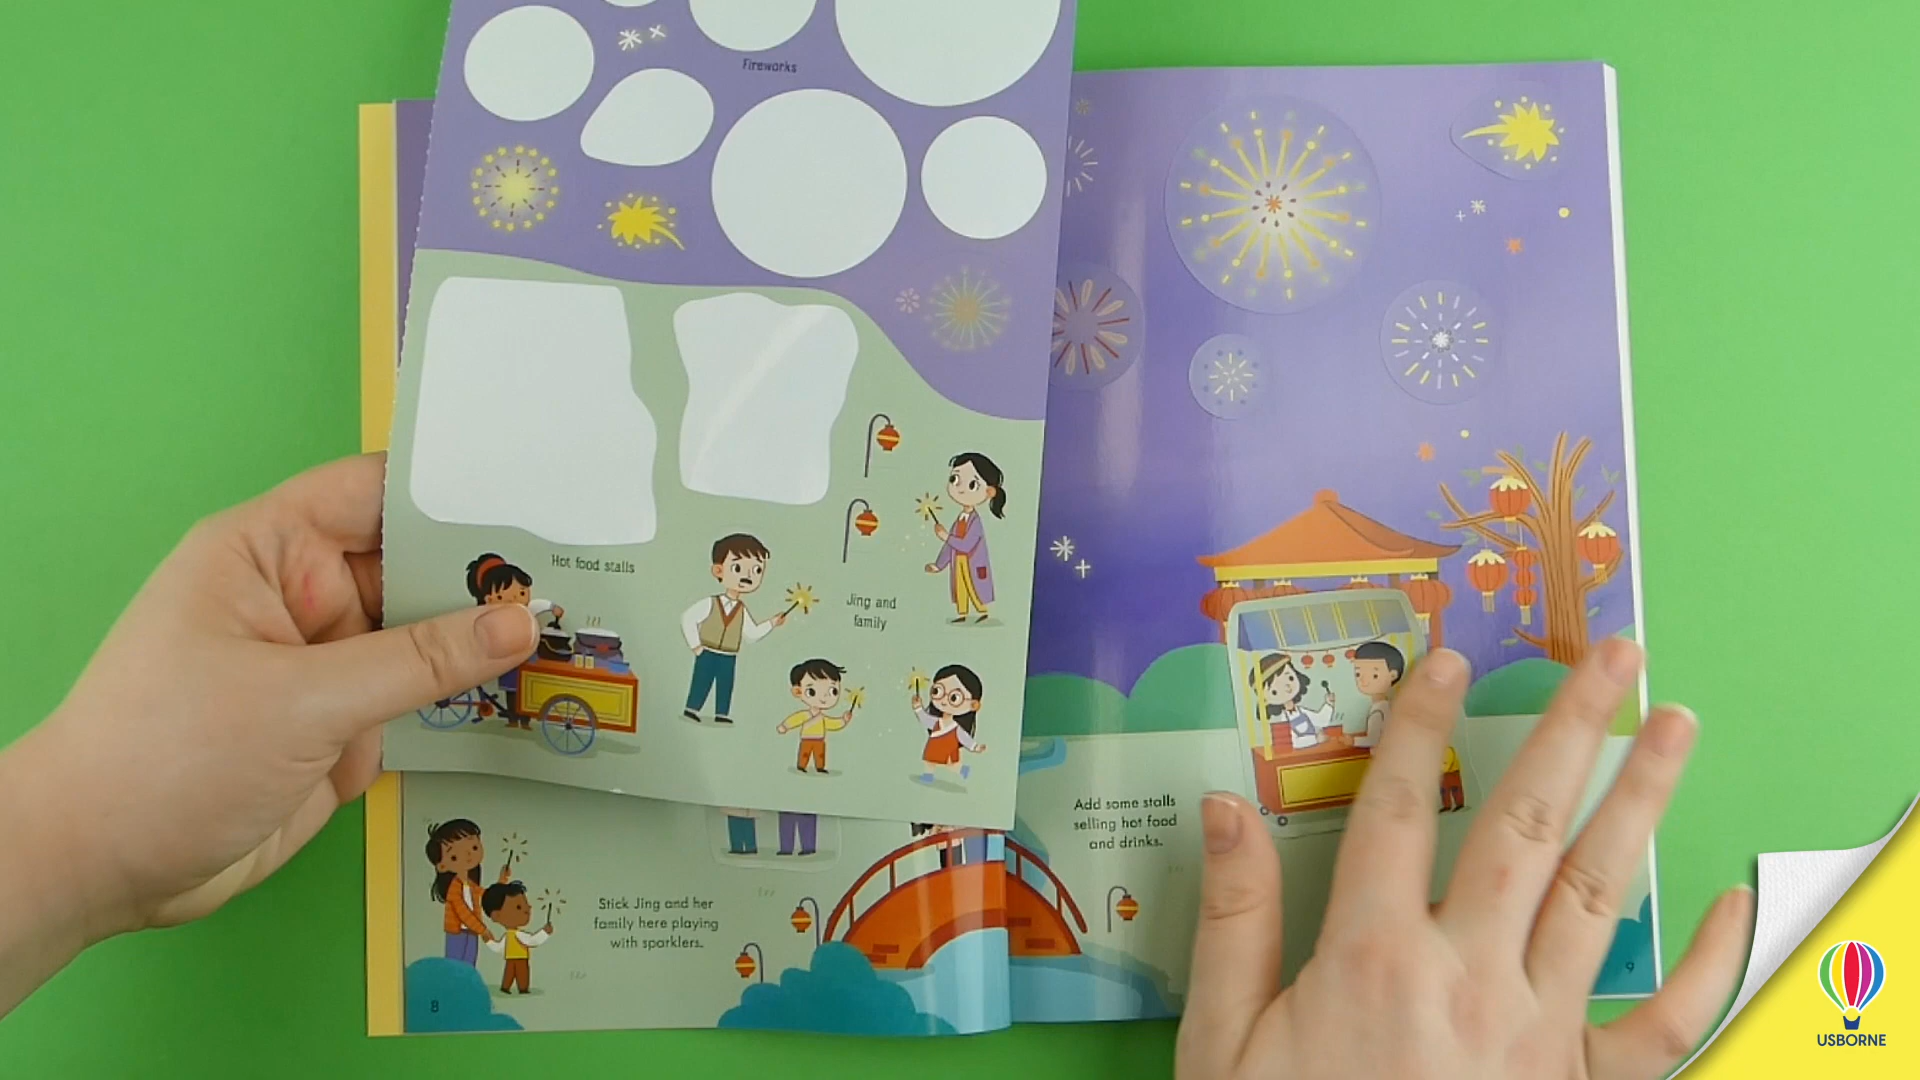 Fireworks
Hot food stalls
Jing and
family
Add some stalls
selling hot food
and drinks.
Stick Jing and her
family here playing
with sparklers.
8
9
USBORNE